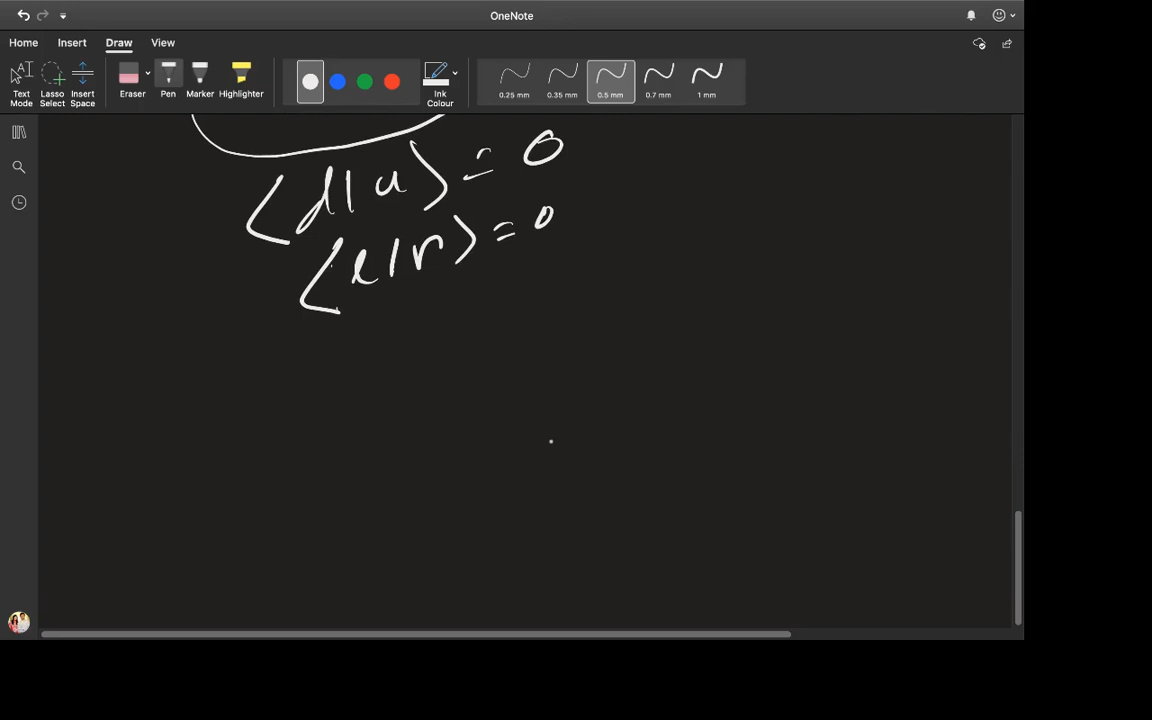 OneNote
Home Insert Draw View
Text Mode Lasso Select Insert Space Eraser Pen Marker Highlighter Ink Colour 0.25 mm 0.35 mm 0.5 mm 0.7 mm 1 mm
⟨d|u⟩ = 0
⟨l|r⟩ = 0